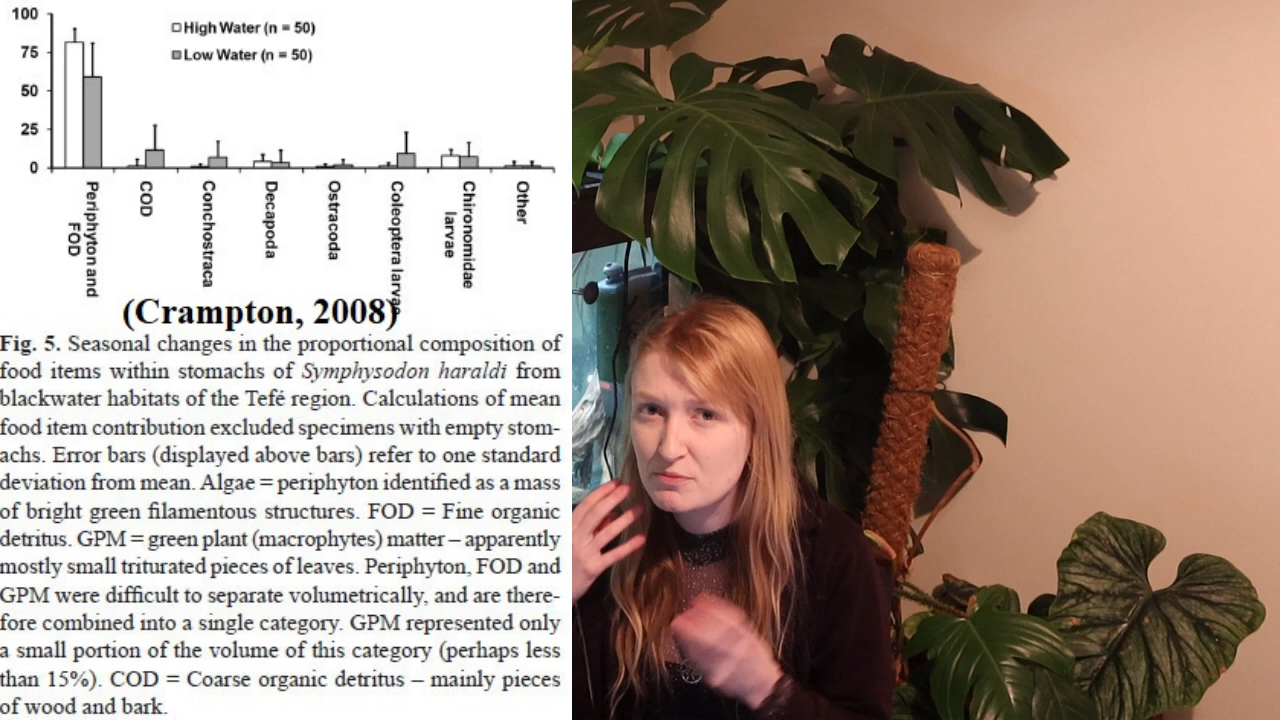 100
75
50
25
0
High Water (n = 50)
Low Water (n = 50)
Periphyton and
FOD
COD
Conchostraca
Decapoda
Ostracoda
Coleoptera larvae
Chironomidae
larvae
Other
(Crampton, 2008)
Fig. 5. Seasonal changes in the proportional composition of
food items within stomachs of Symphysodon haraldi from
blackwater habitats of the Tefé region. Calculations of mean
food item contribution excluded specimens with empty stom-
achs. Error bars (displayed above bars) refer to one standard
deviation from mean. Algae = periphyton identified as a mass
of bright green filamentous structures. FOD = Fine organic
detritus. GPM = green plant (macrophytes) matter – apparently
mostly small triturated pieces of leaves. Periphyton, FOD and
GPM were difficult to separate volumetrically, and are there-
fore combined into a single category. GPM represented only
a small portion of the volume of this category (perhaps less
than 15%). COD = Coarse organic detritus – mainly pieces
of wood and bark.